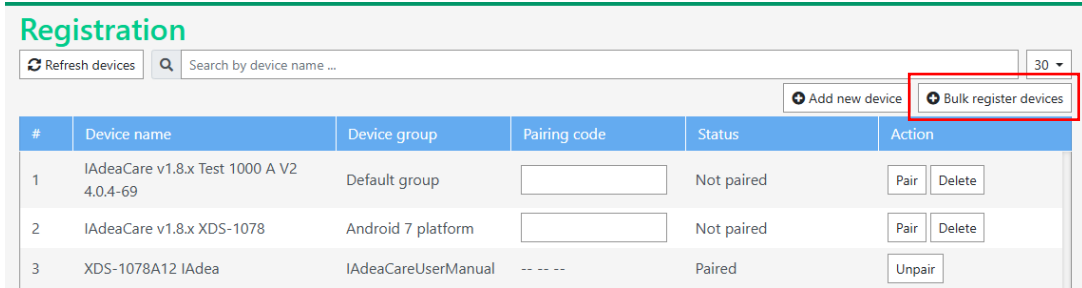 Registration
Refresh devices Search by device name ... 30
Add new device Bulk register devices
# Device name Device group Pairing code Status Action
1 IAdeaCare v1.8.x Test 1000 A V2 4.0.4-69 Default group Not paired Pair Delete
2 IAdeaCare v1.8.x XDS-1078 Android 7 platform Not paired Pair Delete
3 XDS-1078A12 IAdea IAdeaCareUserManual -- -- -- Paired Unpair